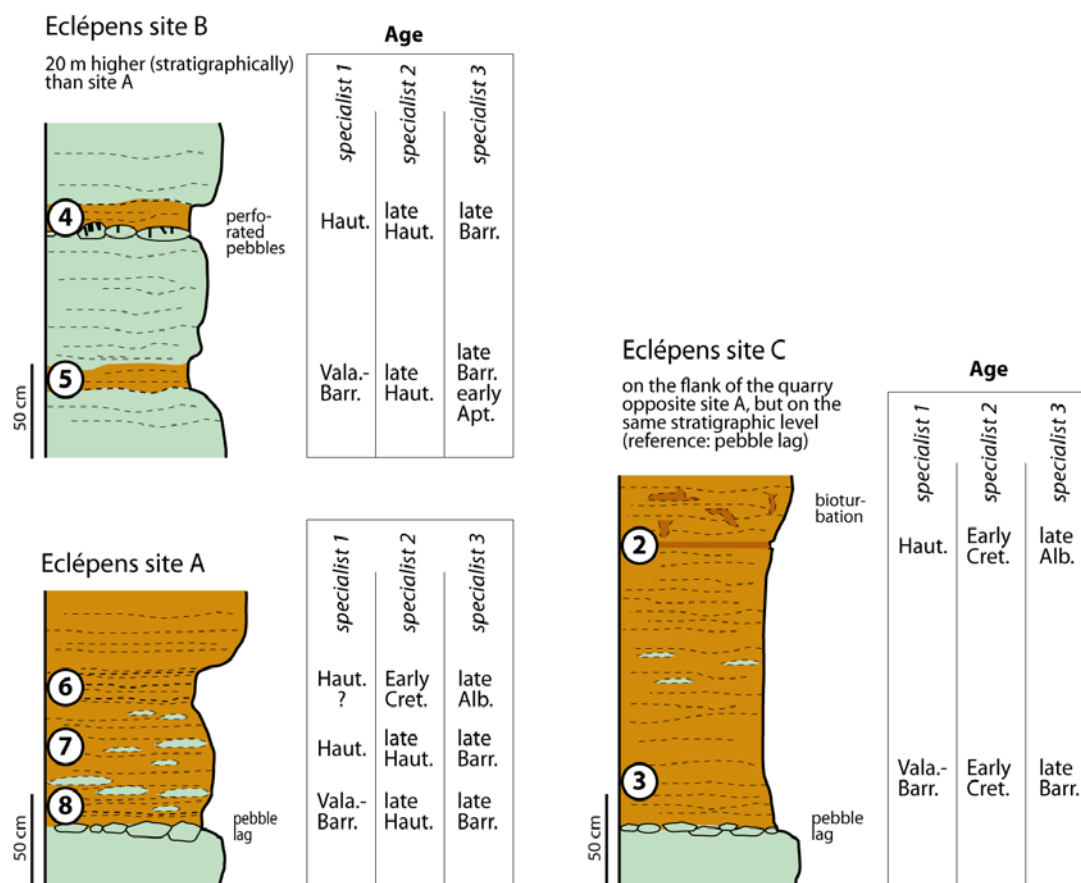 Eclépens site B
20 m higher (stratigraphically)
than site A
Age
specialist 1
specialist 2
specialist 3
4
perfo-
rated
pebbles
Haut.
late
Haut.
late
Barr.
5
50 cm
Vala.-
Barr.
late
Haut.
late
Barr.
early
Apt.
Eclépens site A
specialist 1
specialist 2
specialist 3
6
Haut.
?
Early
Cret.
late
Alb.
7
Haut.
late
Haut.
late
Barr.
8
50 cm
pebble
lag
Vala.-
Barr.
late
Haut.
late
Barr.
Eclépens site C
on the flank of the quarry
opposite site A, but on the
same stratigraphic level
(reference: pebble lag)
Age
specialist 1
specialist 2
specialist 3
biotur-
bation
2
Haut.
Early
Cret.
late
Alb.
3
Vala.-
Barr.
Early
Cret.
late
Barr.
50 cm
pebble
lag